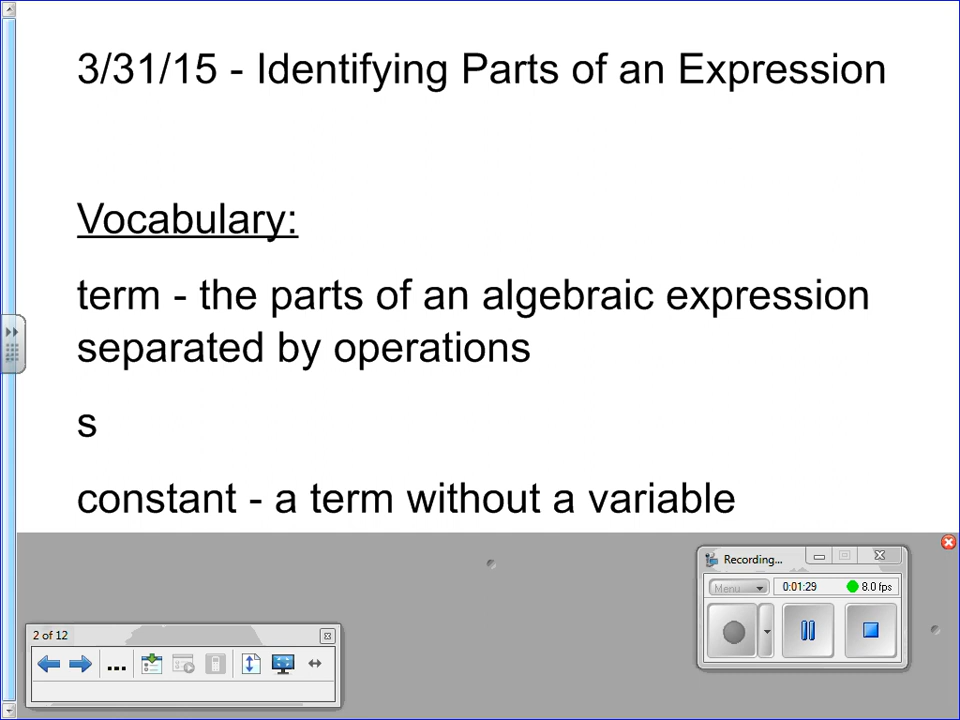 3/31/15 - Identifying Parts of an Expression
Vocabulary:
term - the parts of an algebraic expression
separated by operations
s
constant - a term without a variable
Recording...
Menu
0:01:29
8.0 fps
2 of 12
...